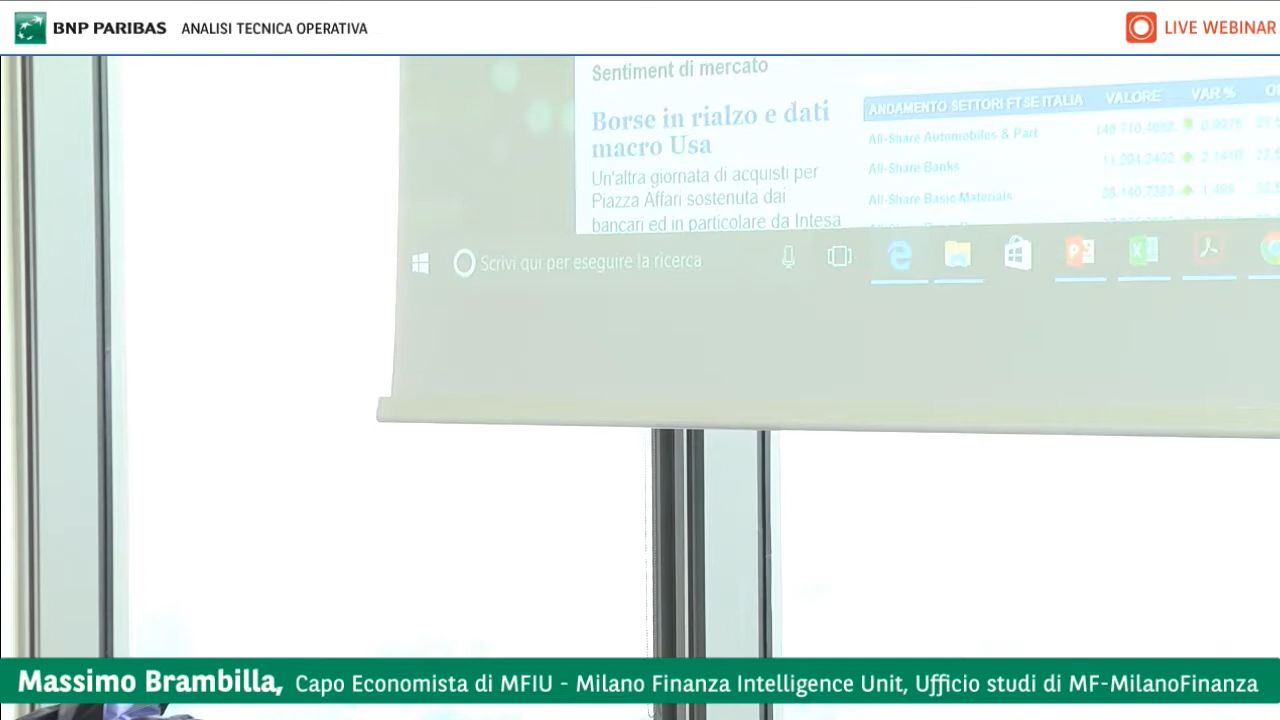 BNP PARIBAS ANALISI TECNICA OPERATIVA
LIVE WEBINAR
Sentiment di mercato
Borse in rialzo e dati
macro Usa
Un'altra giornata di acquisti per
Piazza Affari sostenuta dai
bancari ed in particolare da Intesa
ANDAMENTO SETTORI FTSE ITALIA VALORE VAR %
All-Share Automobiles & Part
All-Share Banks
All-Share Basic Materials
Scrivi qui per eseguire la ricerca
Massimo Brambilla, Capo Economista di MFIU - Milano Finanza Intelligence Unit, Ufficio studi di MF-MilanoFinanza